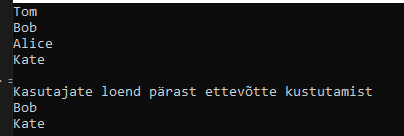 Tom
Bob
Alice
Kate
Kasutajate loend pärast ettevõtte kustutamist
Bob
Kate